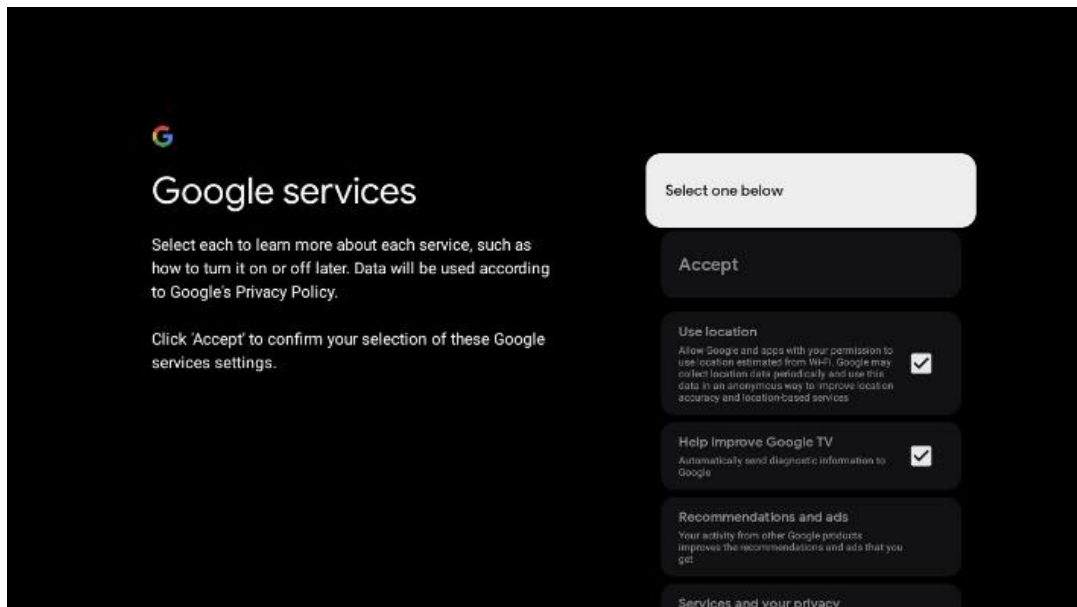 Google services
Select each to learn more about each service, such as
how to turn it on or off later. Data will be used according
to Google's Privacy Policy.
Click 'Accept' to confirm your selection of these Google
services settings.
Select one below
Accept
Use location
Allow Google and apps with your permission to
use location estimated from Wi-Fi. Google may
collect location data periodically and use this
data in an anonymous way to improve location
accuracy and location-based services
Help improve Google TV
Automatically send diagnostic information to
Google
Recommendations and ads
Your activity from other Google products
improves the recommendations and ads that you
get
Services and your privacy